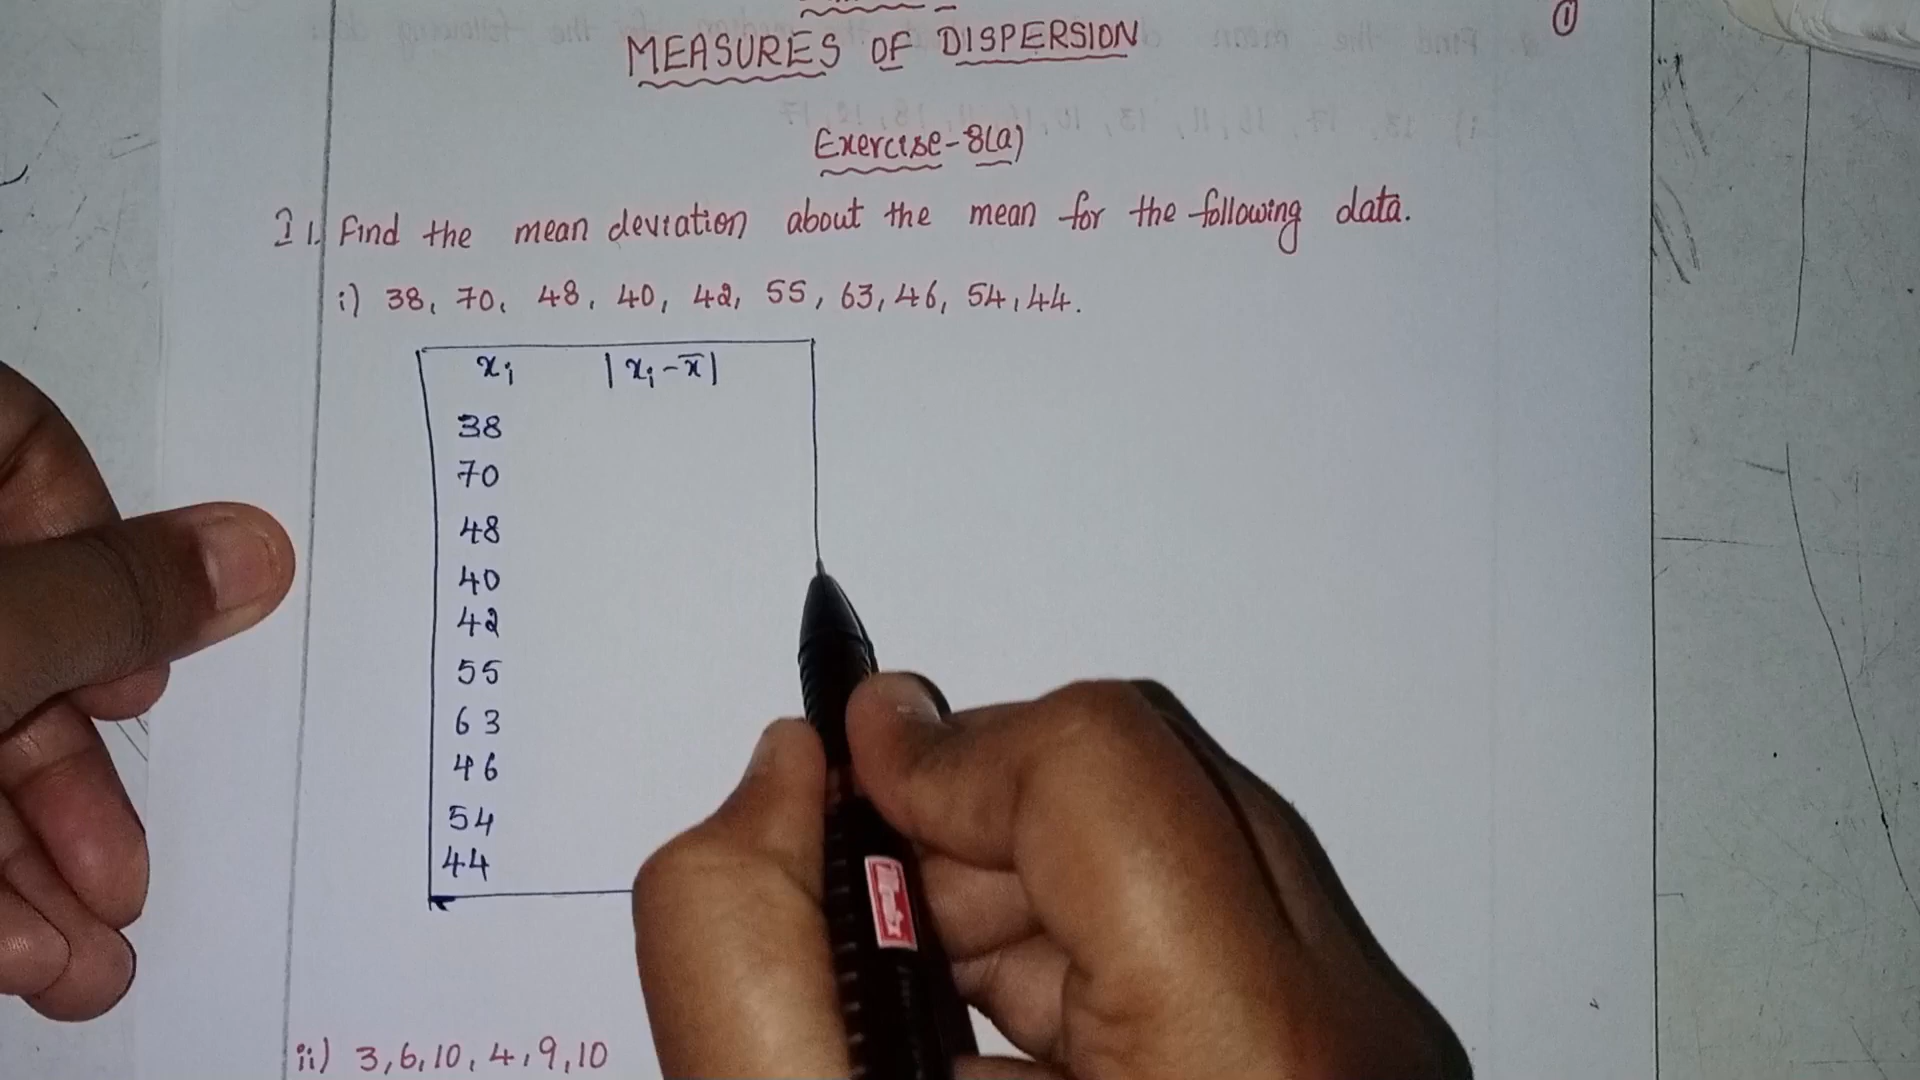 ①
MEASURES OF DISPERSION
Exercise-8(a)
I 1. Find the mean deviation about the mean for the following data.
i) 38, 70, 48, 40, 42, 55, 63, 46, 54, 44.
xᵢ |xᵢ-x̄|
38
70
48
40
42
55
63
46
54
44
ii) 3, 6, 10, 4, 9, 10